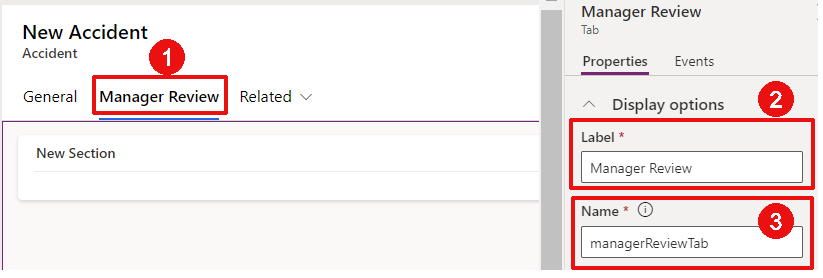 New Accident
Accident
1
General Manager Review Related
New Section
Manager Review
Tab
Properties Events
Display options
2
Label *
Manager Review
Name *
3
managerReviewTab